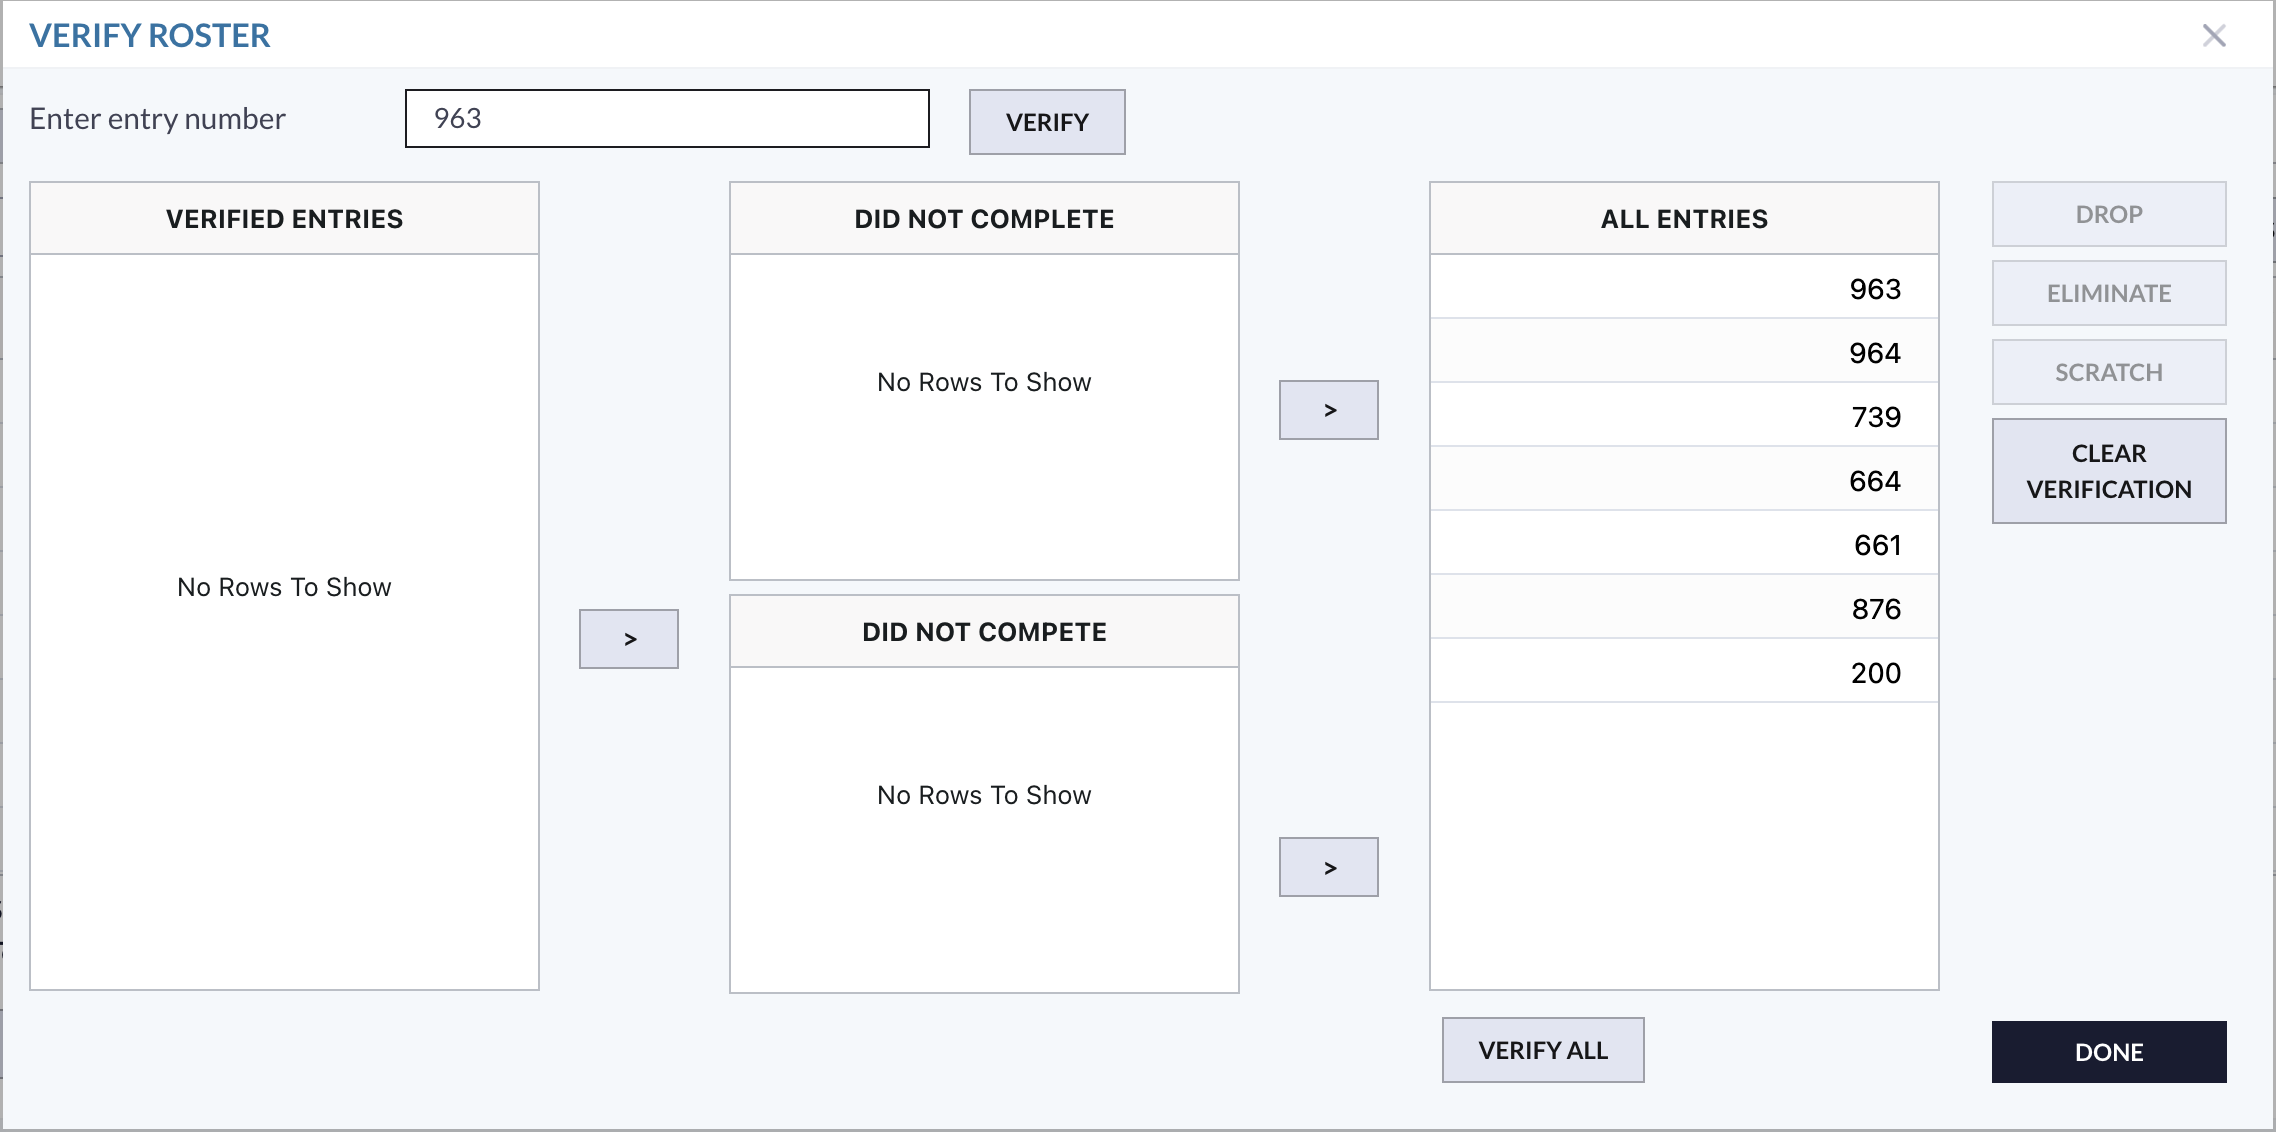 VERIFY ROSTER
Enter entry number
963
VERIFY
VERIFIED ENTRIES
No Rows To Show
>
DID NOT COMPLETE
No Rows To Show
>
DID NOT COMPETE
No Rows To Show
>
ALL ENTRIES
963
964
739
664
661
876
200
VERIFY ALL
DROP
ELIMINATE
SCRATCH
CLEAR
VERIFICATION
DONE